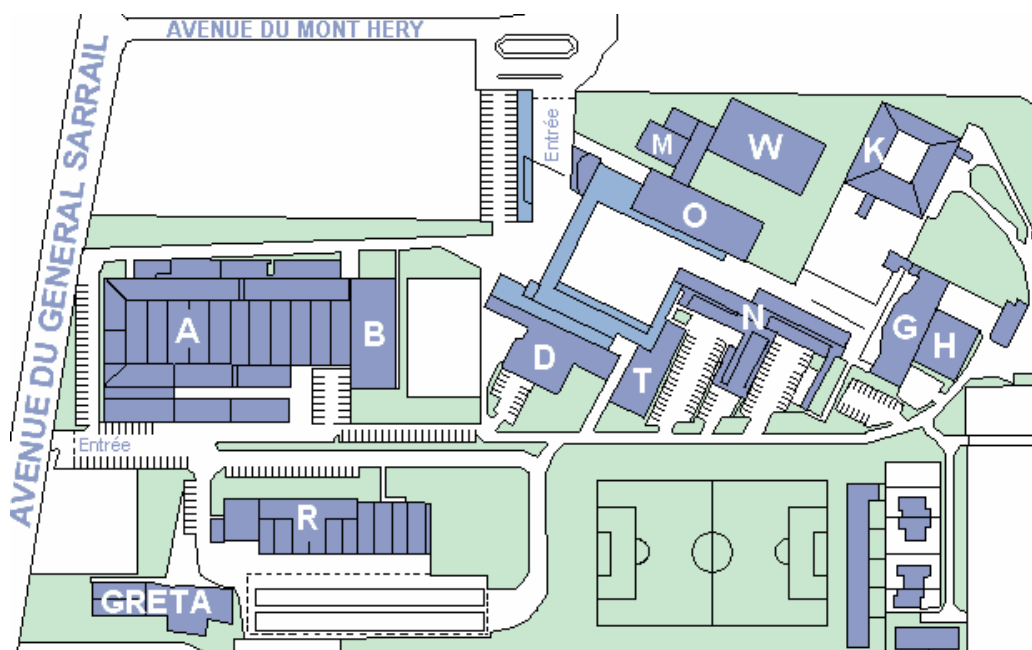 AVENUE DU MONT HERY
AVENUE DU GENERAL SARRAIL
Entrée
M
W
K
O
A
B
N
G
H
D
T
Entrée
R
GRETA